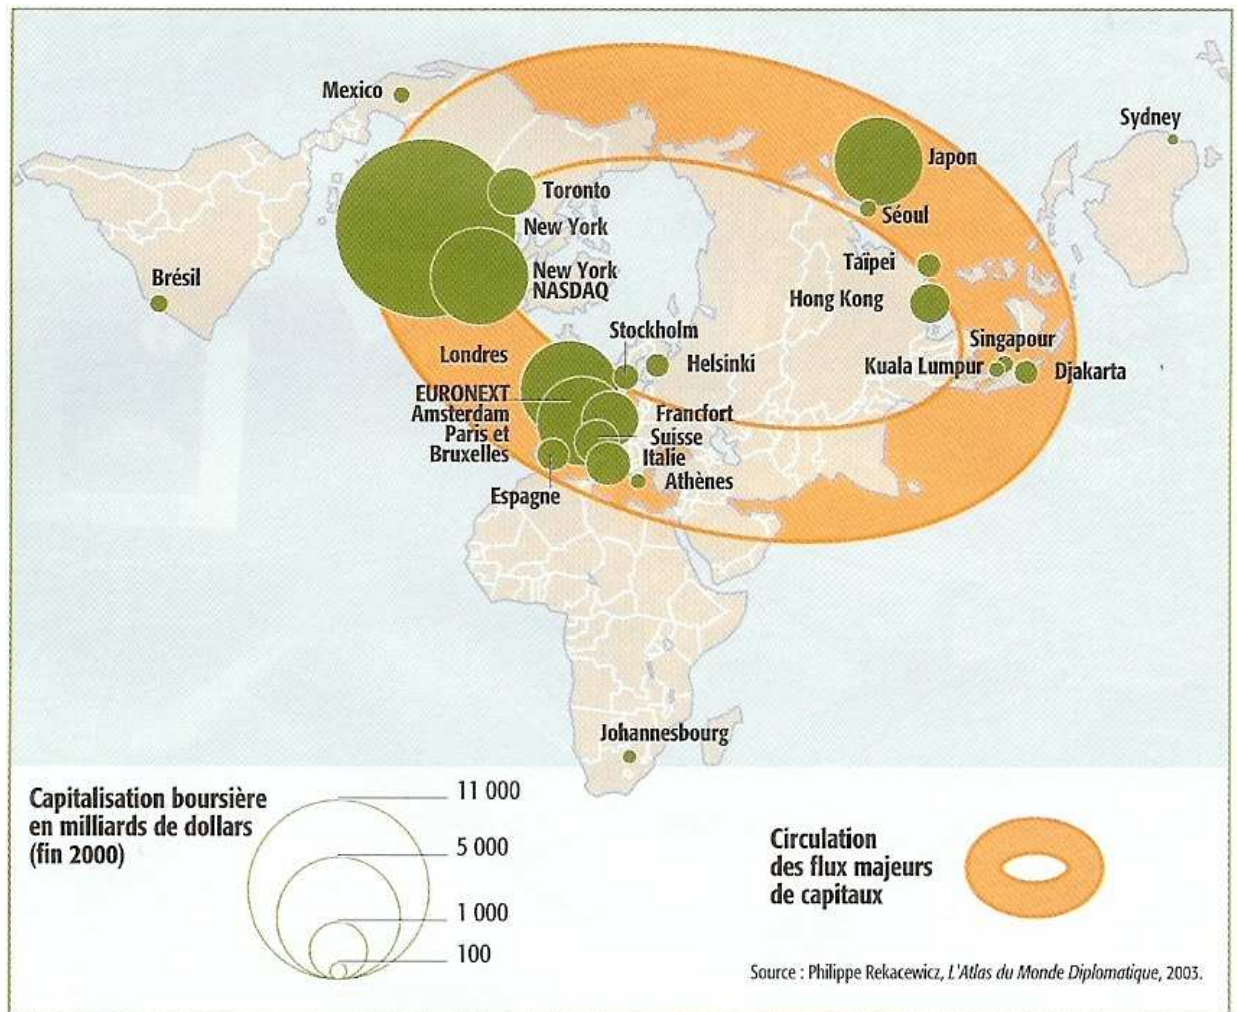 Mexico
Sydney
Japon
Toronto
Séoul
New York
Taïpei
New York
NASDAQ
Brésil
Hong Kong
Stockholm
Singapour
Londres
Helsinki
Kuala Lumpur
Djakarta
EURONEXT
Amsterdam
Paris et
Bruxelles
Francfort
Suisse
Italie
Athènes
Espagne
Johannesbourg
Capitalisation boursière
en milliards de dollars
(fin 2000)
11 000
5 000
1 000
100
Circulation
des flux majeurs
de capitaux
Source : Philippe Rekacewicz, L'Atlas du Monde Diplomatique, 2003.